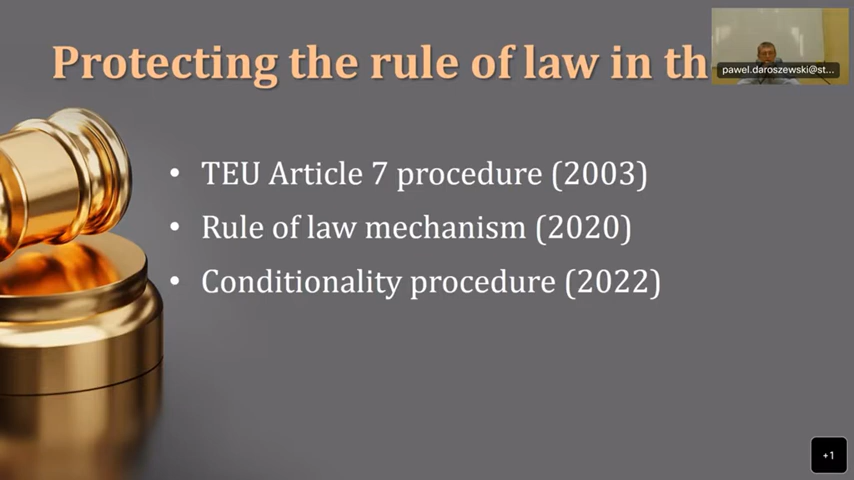 Protecting the rule of law in th
pawel.daroszewski@st...
• TEU Article 7 procedure (2003)
• Rule of law mechanism (2020)
• Conditionality procedure (2022)
+1